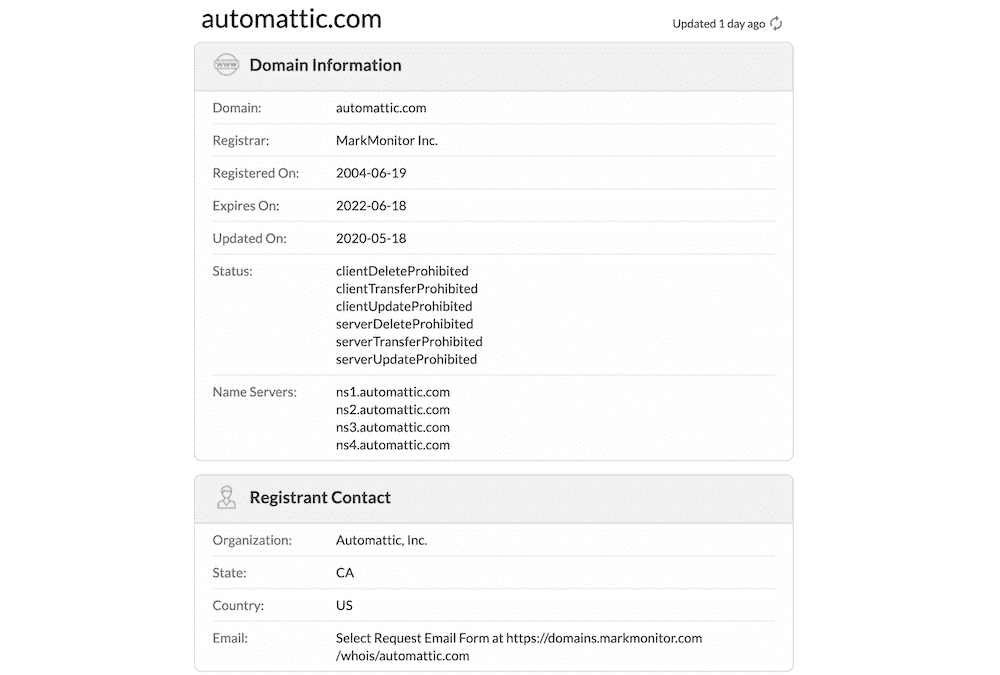 automattic.com
Updated 1 day ago
www
Domain Information
Domain: automattic.com
Registrar: MarkMonitor Inc.
Registered On: 2004-06-19
Expires On: 2022-06-18
Updated On: 2020-05-18
Status: clientDeleteProhibited
clientTransferProhibited
clientUpdateProhibited
serverDeleteProhibited
serverTransferProhibited
serverUpdateProhibited
Name Servers: ns1.automattic.com
ns2.automattic.com
ns3.automattic.com
ns4.automattic.com
Registrant Contact
Organization: Automattic, Inc.
State: CA
Country: US
Email: Select Request Email Form at https://domains.markmonitor.com
/whois/automattic.com